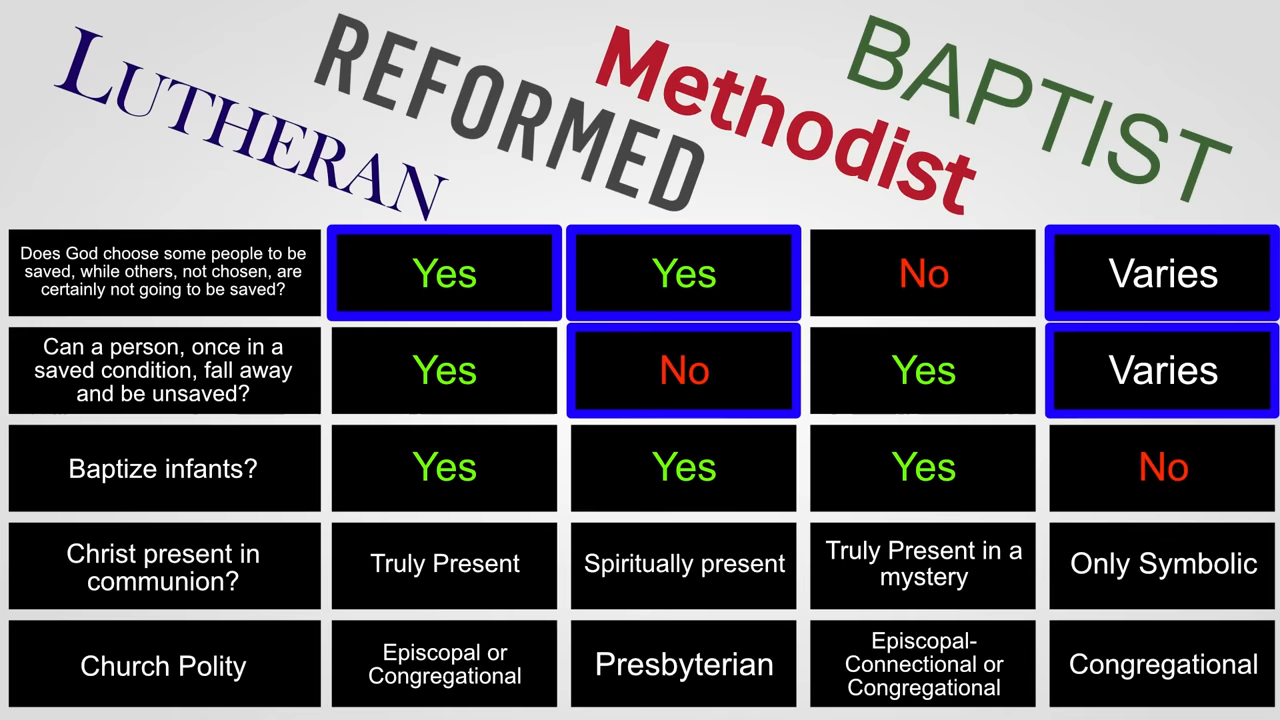 LUTHERAN
REFORMED
Methodist
BAPTIST
Does God choose some people to be
saved, while others, not chosen, are
certainly not going to be saved?
Yes
Yes
No
Varies
Can a person, once in a
saved condition, fall away
and be unsaved?
Yes
No
Yes
Varies
Baptize infants?
Yes
Yes
Yes
No
Christ present in
communion?
Truly Present
Spiritually present
Truly Present in a
mystery
Only Symbolic
Church Polity
Episcopal or
Congregational
Presbyterian
Episcopal-
Connectional or
Congregational
Congregational